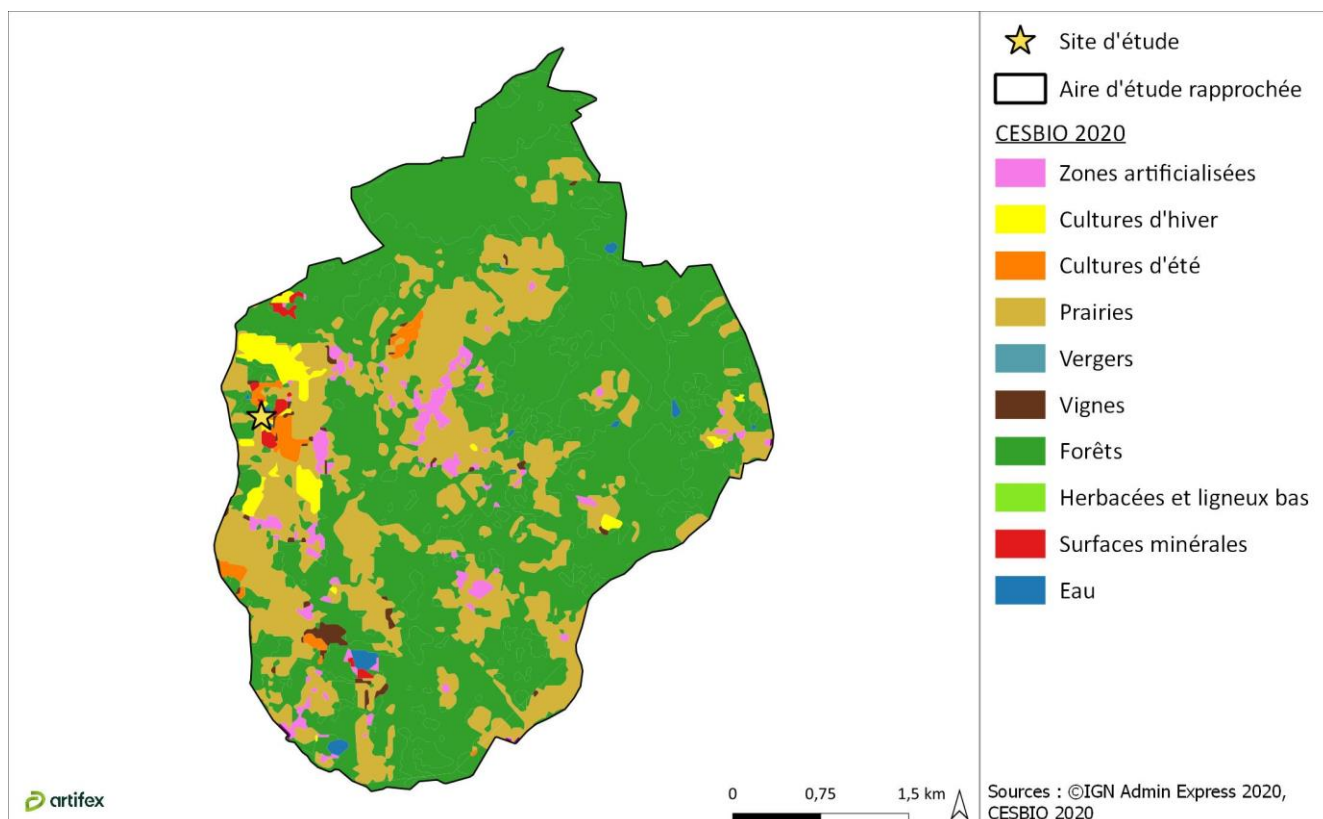 Site d'étude
Aire d'étude rapprochée
CESBIO 2020
Zones artificialisées
Cultures d'hiver
Cultures d'été
Prairies
Vergers
Vignes
Forêts
Herbacées et ligneux bas
Surfaces minérales
Eau
artifex
0 0,75 1,5 km
Sources : ©IGN Admin Express 2020,
CESBIO 2020